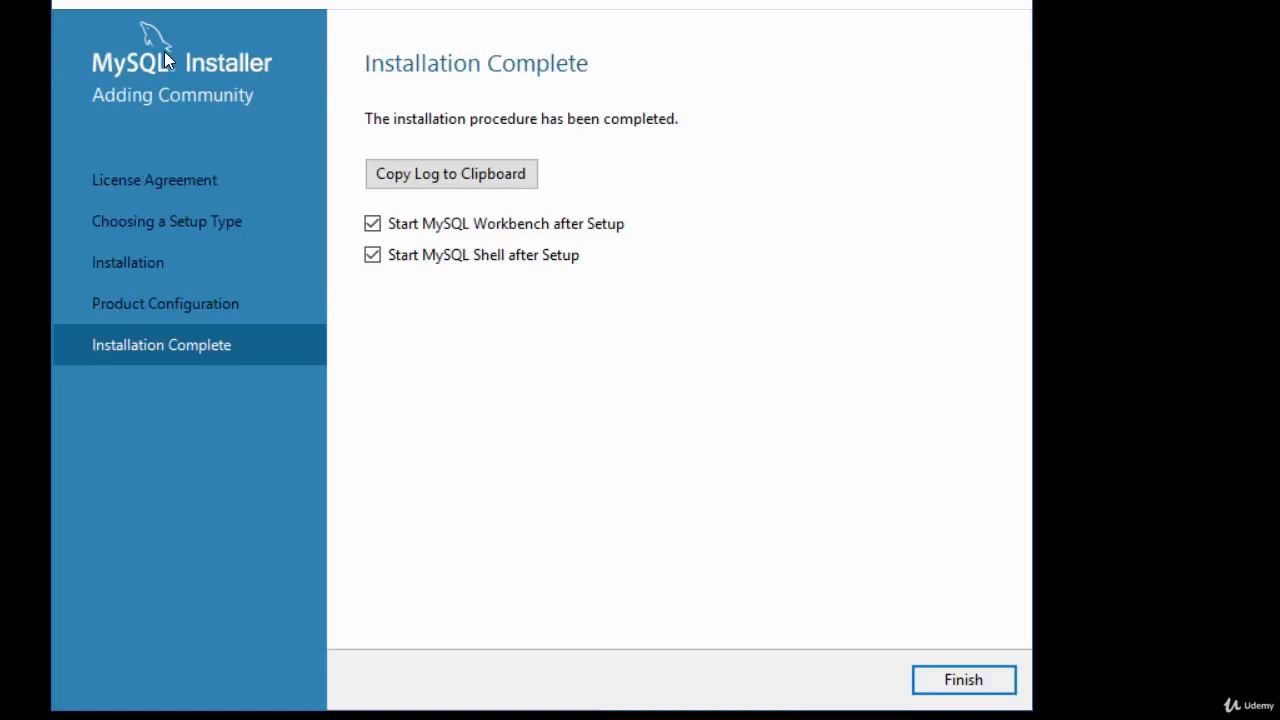 MySQL Installer
Adding Community
License Agreement
Choosing a Setup Type
Installation
Product Configuration
Installation Complete
Installation Complete
The installation procedure has been completed.
Copy Log to Clipboard
Start MySQL Workbench after Setup
Start MySQL Shell after Setup
Finish
Udemy